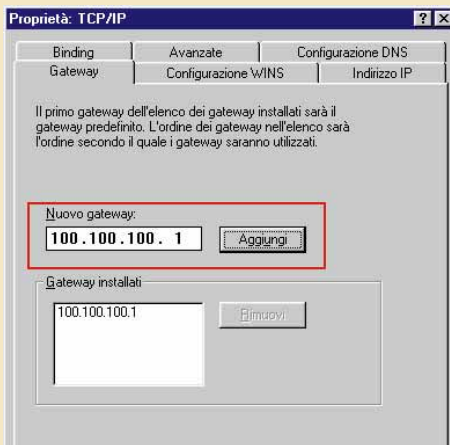 Proprietà: TCP/IP
Binding Avanzate Configurazione DNS
Gateway Configurazione WINS Indirizzo IP
Il primo gateway dell'elenco dei gateway installati sarà il
gateway predefinito. L'ordine dei gateway nell'elenco sarà
l'ordine secondo il quale i gateway saranno utilizzati.
Nuovo gateway:
100.100.100. 1 Aggiungi
Gateway installati
100.100.100.1 Rimuovi